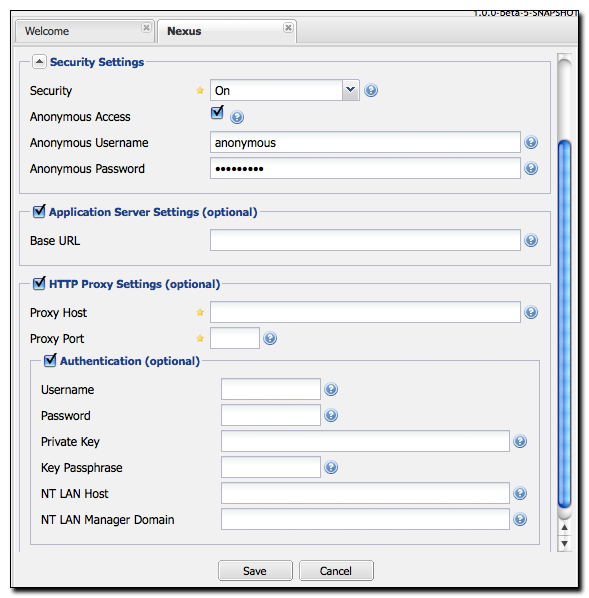 1.0.0-beta-5-SNAPSHOT
Welcome
Nexus
Security Settings
Security
On
Anonymous Access
Anonymous Username
anonymous
Anonymous Password
•••••••••
Application Server Settings (optional)
Base URL
HTTP Proxy Settings (optional)
Proxy Host
Proxy Port
Authentication (optional)
Username
Password
Private Key
Key Passphrase
NT LAN Host
NT LAN Manager Domain
Save
Cancel